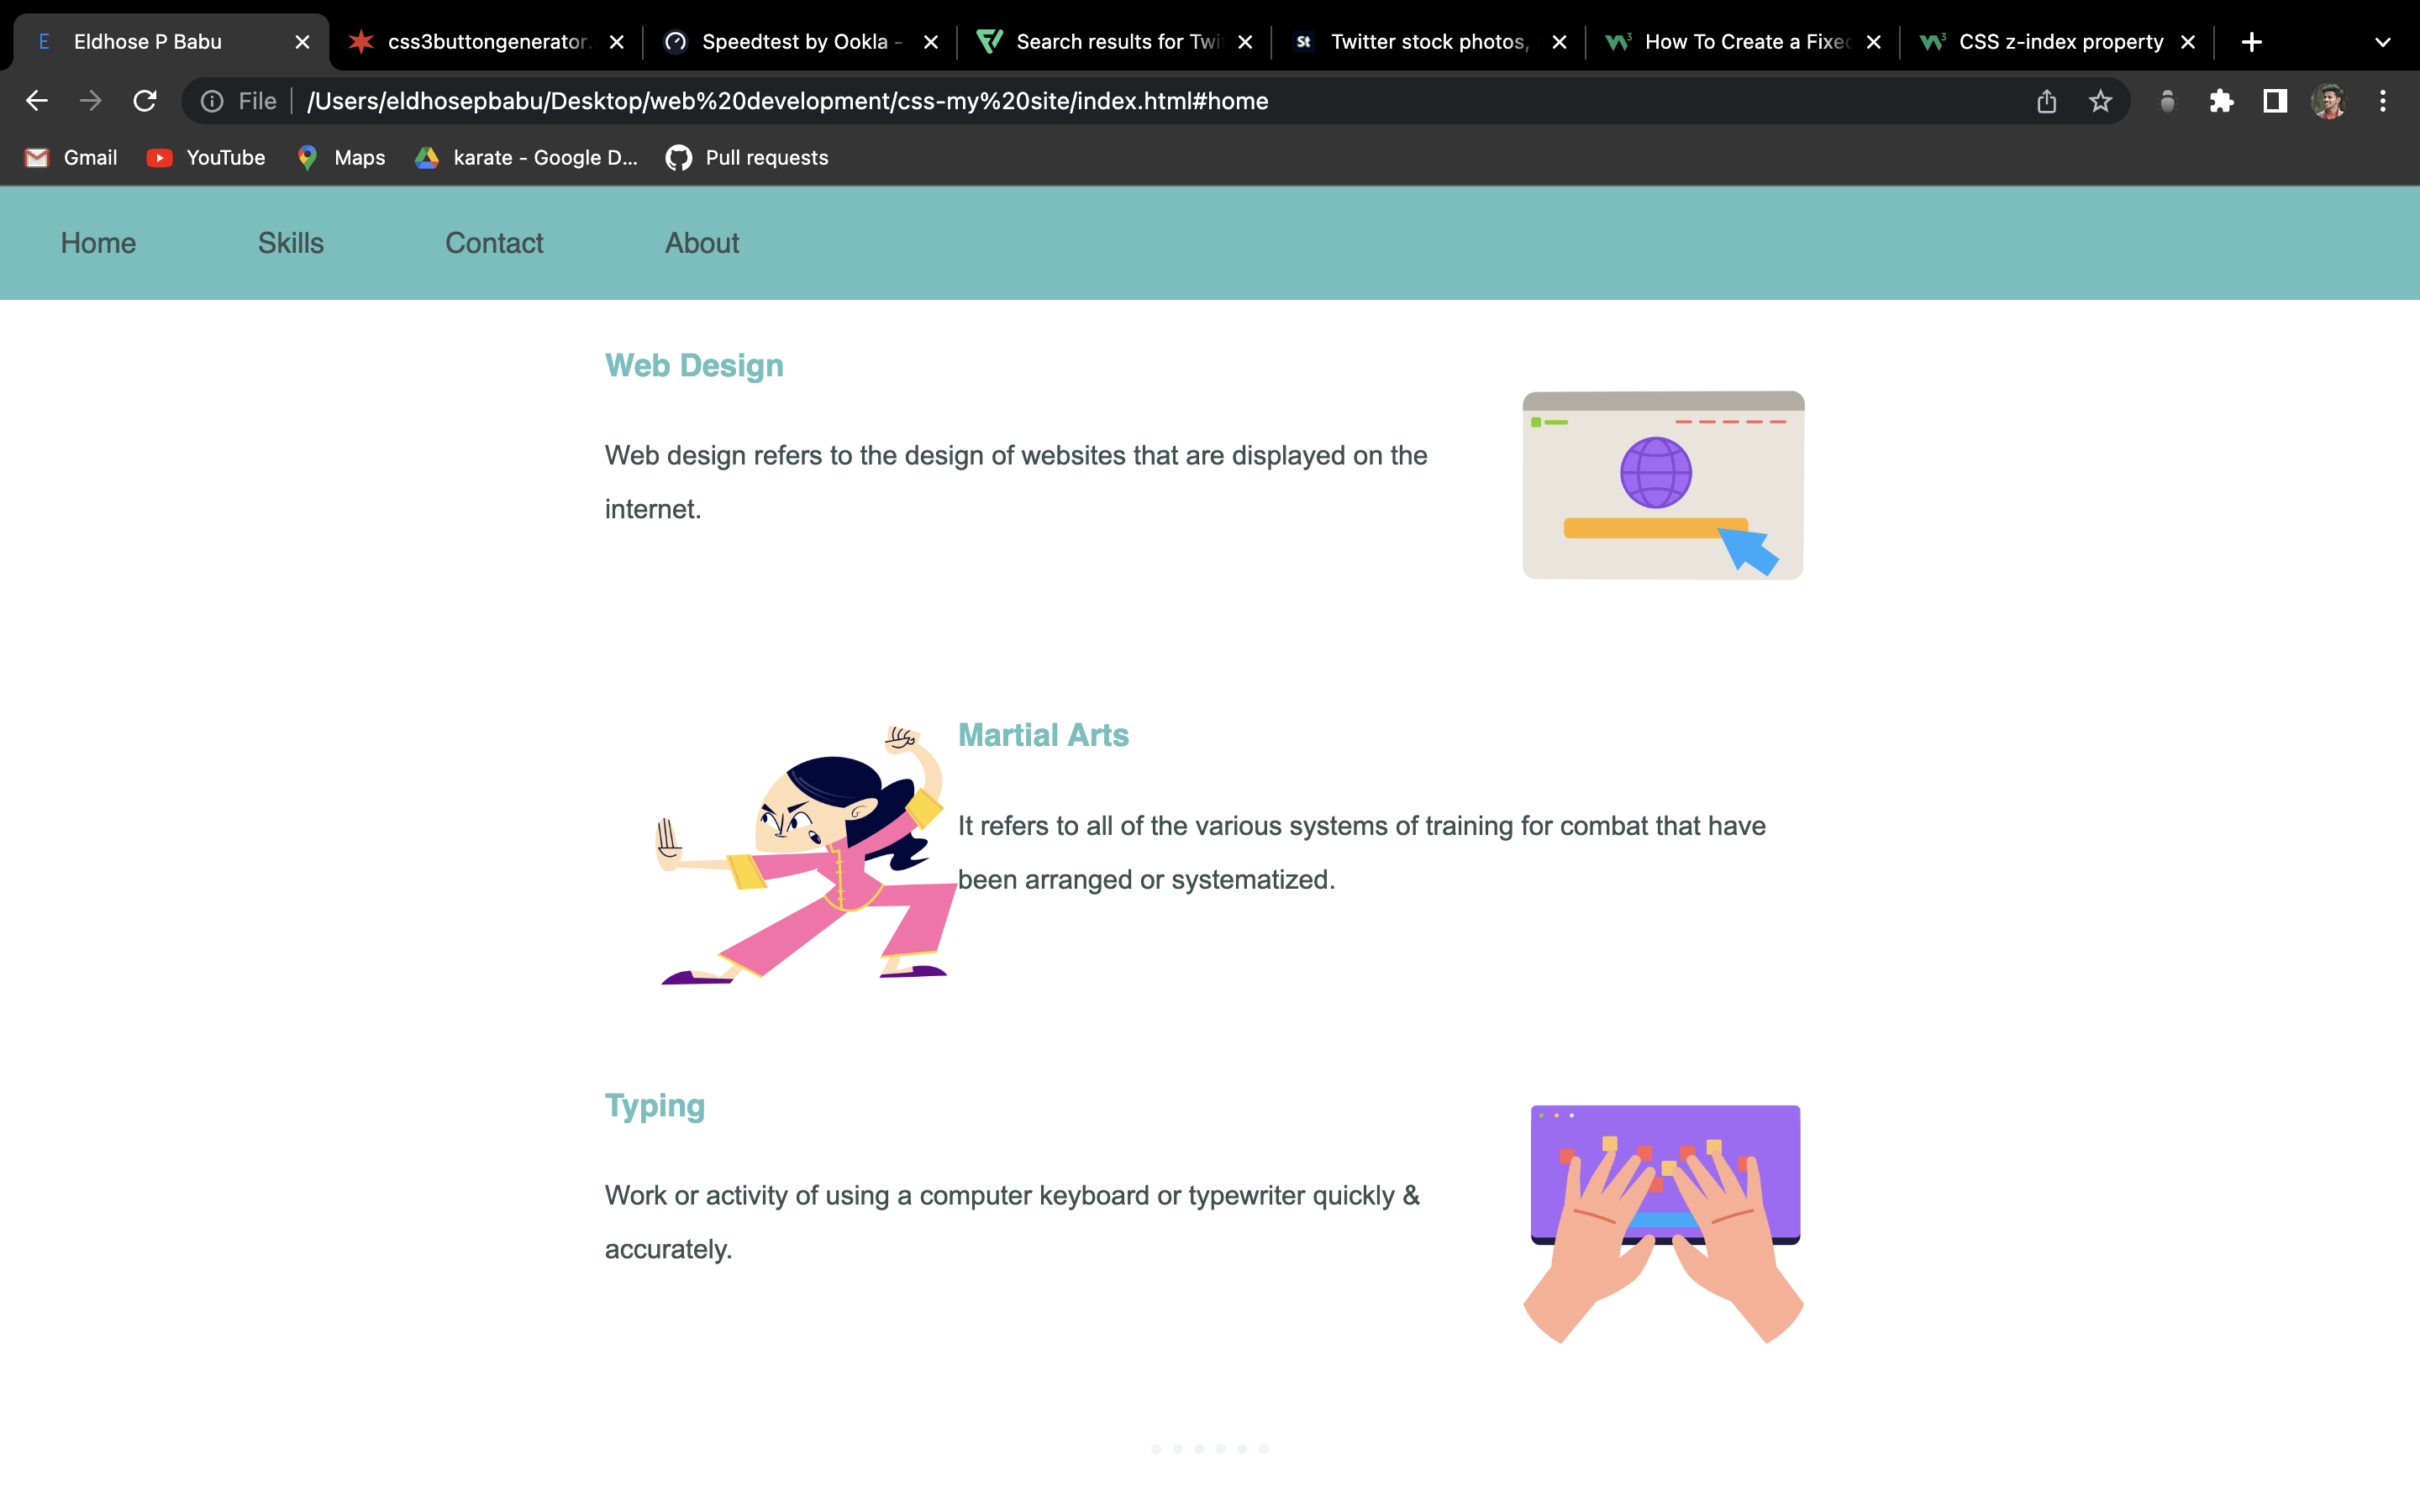 Eldhose P Babu
css3buttongenerator.
Speedtest by Ookla -
Search results for Twi
Twitter stock photos,
How To Create a Fixed
CSS z-index property
File
/Users/eldhosepbabu/Desktop/web%20development/css-my%20site/index.html#home
Gmail
YouTube
Maps
karate - Google D...
Pull requests
Home
Skills
Contact
About
Web Design
Web design refers to the design of websites that are displayed on the
internet.
Martial Arts
It refers to all of the various systems of training for combat that have
been arranged or systematized.
Typing
Work or activity of using a computer keyboard or typewriter quickly &
accurately.